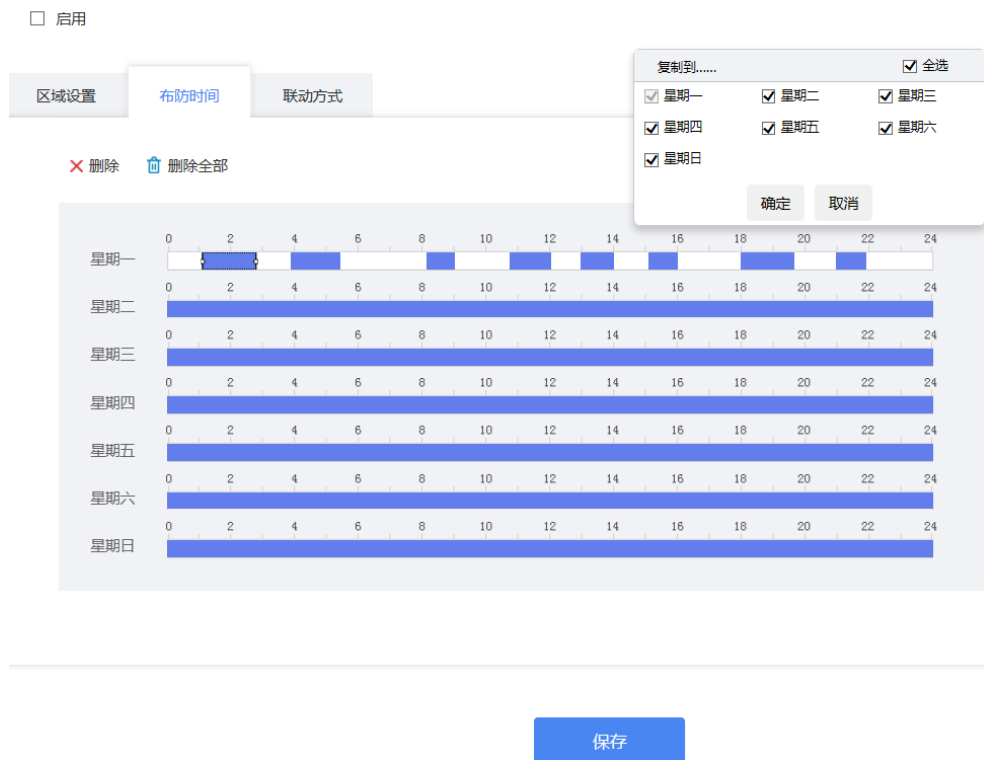 启用
复制到...... 全选
区域设置 布防时间 联动方式
星期一 星期二 星期三
星期四 星期五 星期六
星期日
删除 删除全部
确定 取消
0 2 4 6 8 10 12 14 16 18 20 22 24
星期一
0 2 4 6 8 10 12 14 16 18 20 22 24
星期二
0 2 4 6 8 10 12 14 16 18 20 22 24
星期三
0 2 4 6 8 10 12 14 16 18 20 22 24
星期四
0 2 4 6 8 10 12 14 16 18 20 22 24
星期五
0 2 4 6 8 10 12 14 16 18 20 22 24
星期六
0 2 4 6 8 10 12 14 16 18 20 22 24
星期日
保存